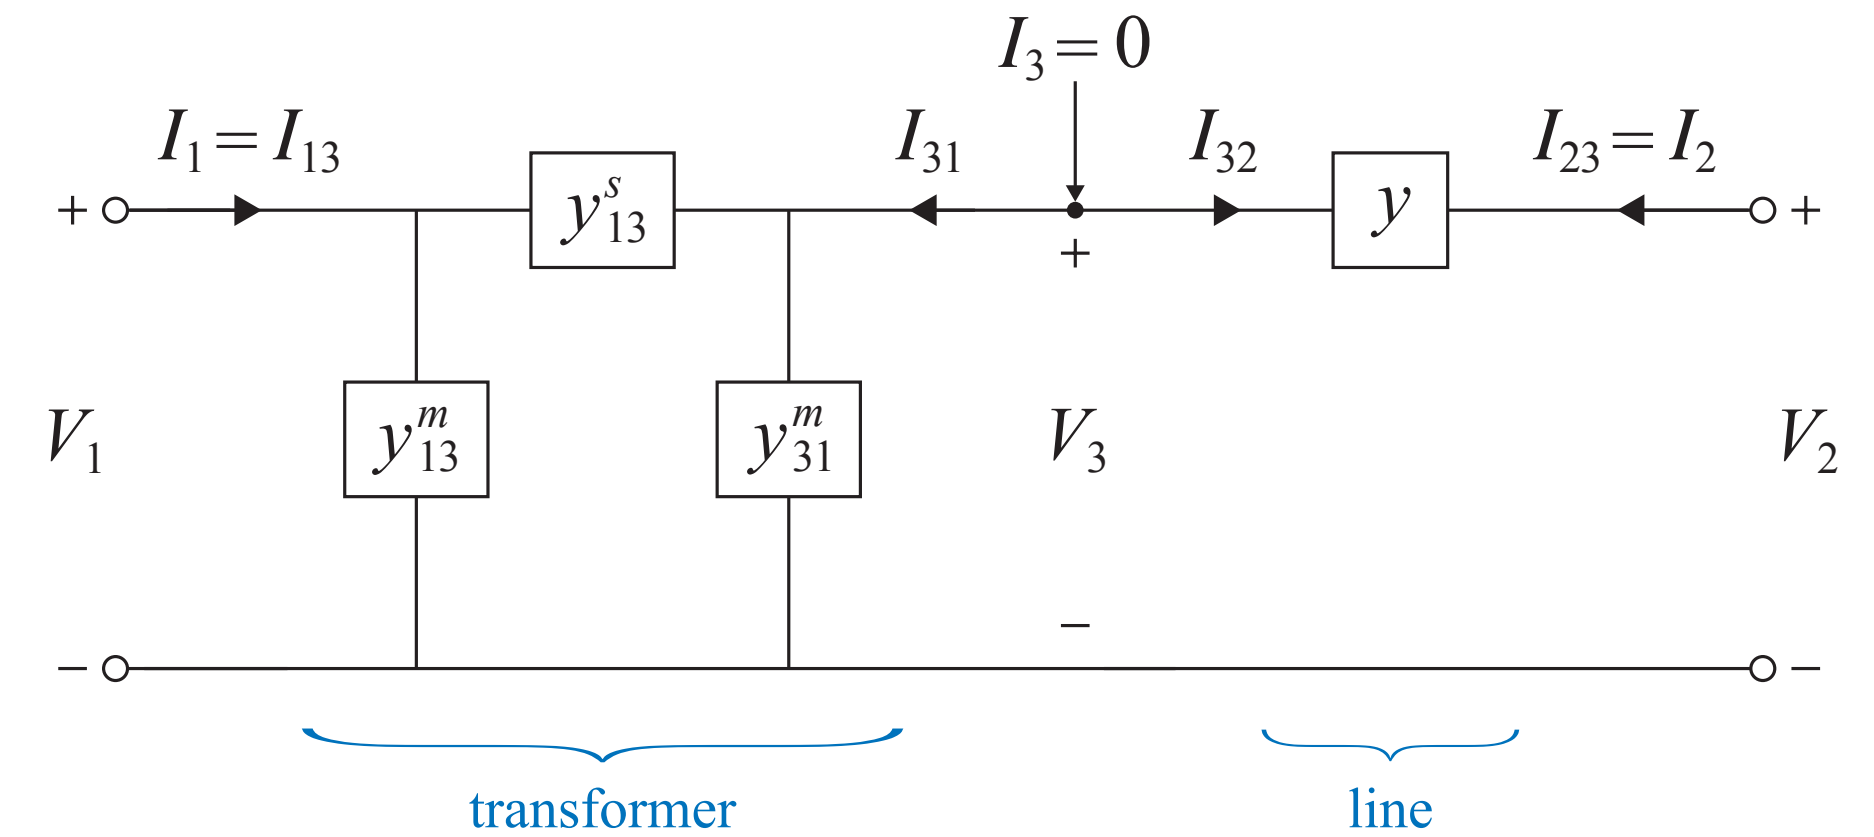 I₃ = 0
I₁ = I₁₃
I₃₁
I₃₂
I₂₃ = I₂
+
y₁₃ˢ
y
+
+
V₁
y₁₃ᵐ
y₃₁ᵐ
V₃
V₂
−
−
−
transformer
line